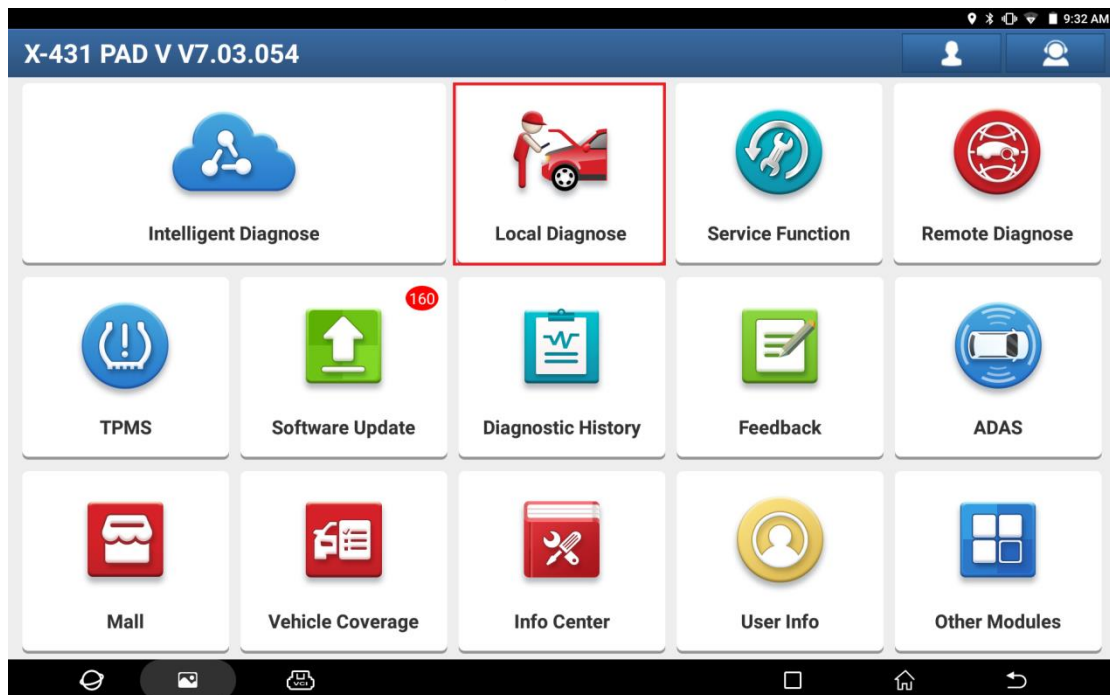 9:32 AM
X-431 PAD V V7.03.054
Intelligent Diagnose
Local Diagnose
Service Function
Remote Diagnose
160
TPMS
Software Update
Diagnostic History
Feedback
ADAS
Mall
Vehicle Coverage
Info Center
User Info
Other Modules
VCI